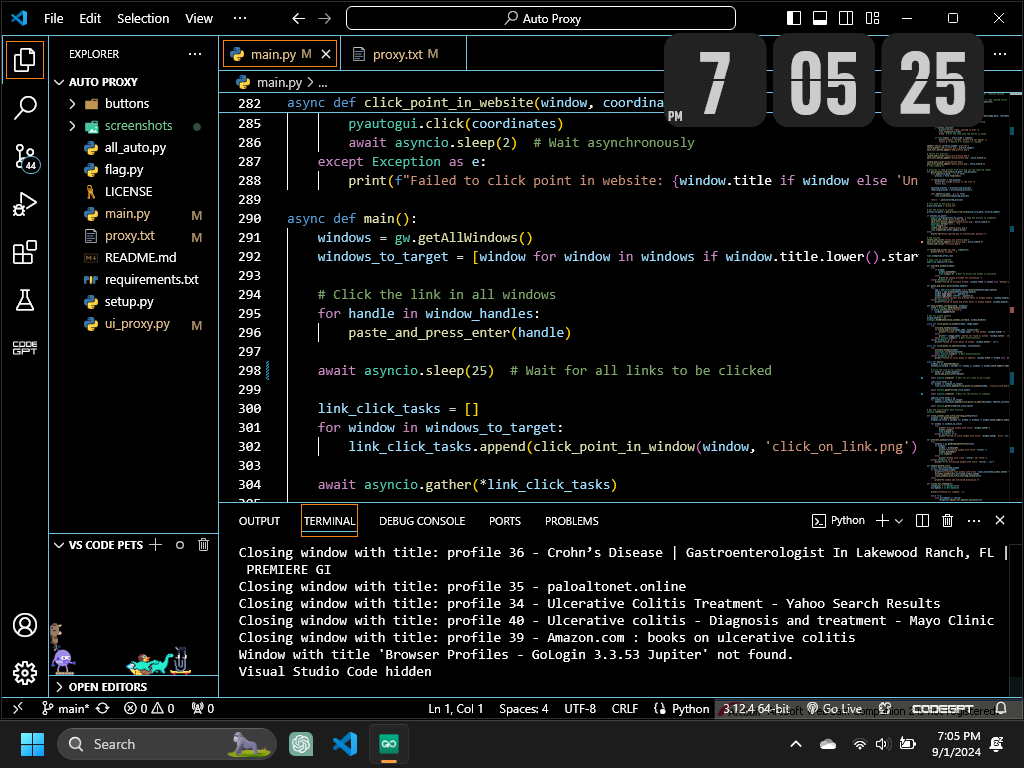 File Edit Selection View ···
Auto Proxy
EXPLORER ···
AUTO PROXY
buttons
screenshots
all_auto.py
flag.py
LICENSE
main.py M
proxy.txt M
README.md
requirements.txt
setup.py
ui_proxy.py M
VS CODE PETS
OPEN EDITORS
44
CODE
GPT
main.py M
proxy.txt M
main.py > ...
7 05 25
PM
282 async def click_point_in_website(window, coordina
285 pyautogui.click(coordinates)
286 await asyncio.sleep(2) # Wait asynchronously
287 except Exception as e:
288 print(f"Failed to click point in website: {window.title if window else 'Un
289
290 async def main():
291 windows = gw.getAllWindows()
292 windows_to_target = [window for window in windows if window.title.lower().star
293
294 # Click the link in all windows
295 for handle in window_handles:
296 paste_and_press_enter(handle)
297
298 await asyncio.sleep(25) # Wait for all links to be clicked
299
300 link_click_tasks = []
301 for window in windows_to_target:
302 link_click_tasks.append(click_point_in_window(window, 'click_on_link.png')
303
304 await asyncio.gather(*link_click_tasks)
OUTPUT TERMINAL DEBUG CONSOLE PORTS PROBLEMS
Python
Closing window with title: profile 36 - Crohn's Disease | Gastroenterologist In Lakewood Ranch, FL |
PREMIERE GI
Closing window with title: profile 35 - paloaltonet.online
Closing window with title: profile 34 - Ulcerative Colitis Treatment - Yahoo Search Results
Closing window with title: profile 40 - Ulcerative colitis - Diagnosis and treatment - Mayo Clinic
Closing window with title: profile 39 - Amazon.com : books on ulcerative colitis
Window with title 'Browser Profiles - GoLogin 3.3.53 Jupiter' not found.
Visual Studio Code hidden
main* 0 0 0 Ln 1, Col 1 Spaces: 4 UTF-8 CRLF Python 3.12.4 64-bit Go Live CODEGPT
Search
7:05 PM
9/1/2024